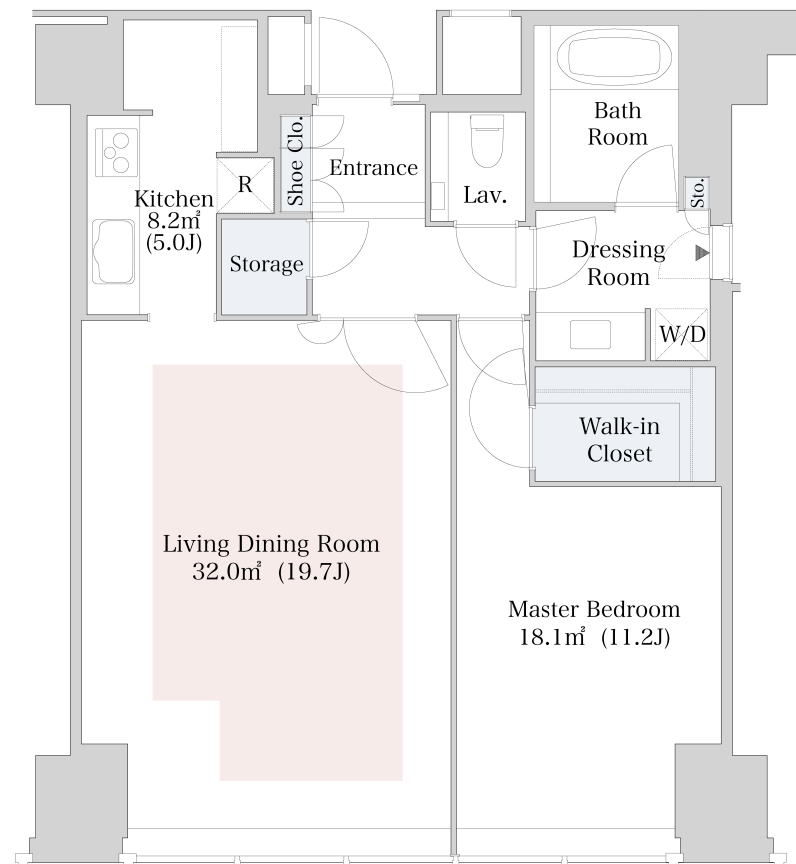 Bath
Room
Shoe Clo.
Entrance
Lav.
Sto.
Kitchen
8.2㎡
(5.0J)
R
Storage
Dressing
Room
W/D
Walk-in
Closet
Living Dining Room
32.0㎡ (19.7J)
Master Bedroom
18.1㎡ (11.2J)